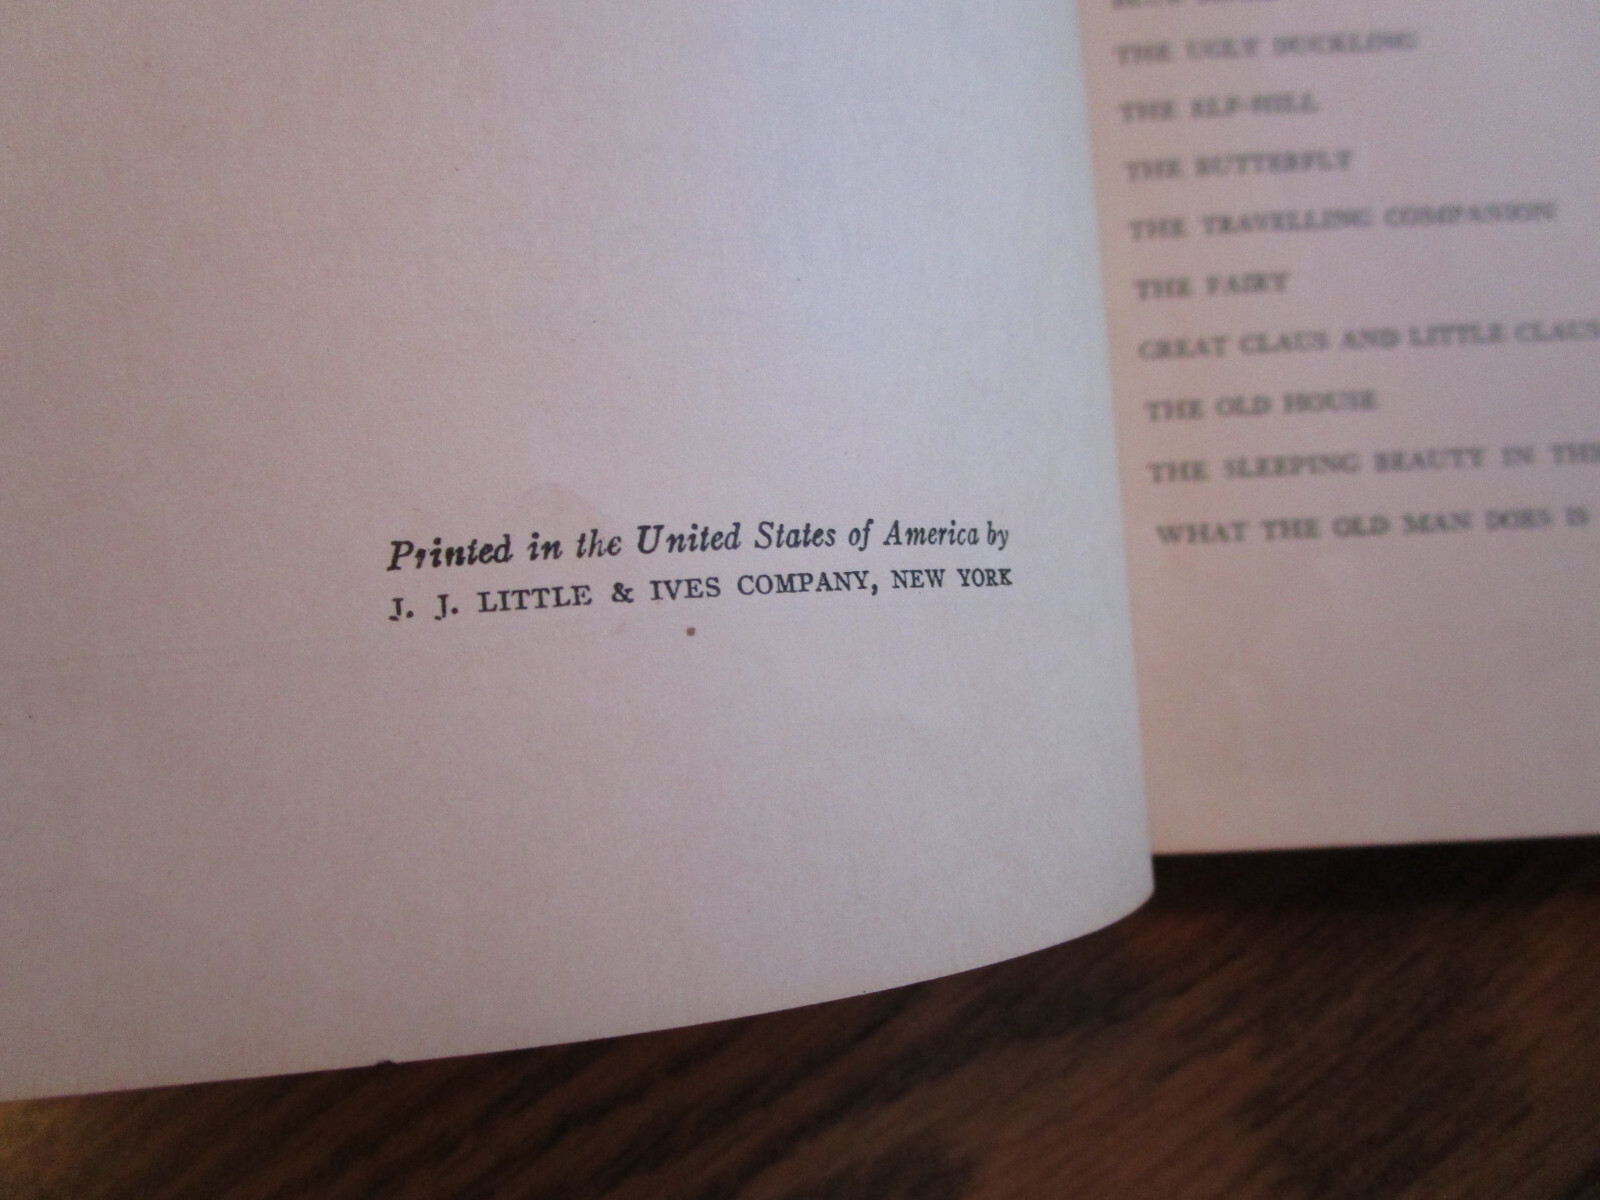 Printed in the United States of America by
J. J. LITTLE & IVES COMPANY, NEW YORK
THE UGLY DUCKLING
THE ELF-HILL
THE BUTTERFLY
THE TRAVELLING COMPANION
THE FAIRY
GREAT CLAUS AND LITTLE CLAUS
THE OLD HOUSE
THE SLEEPING BEAUTY IN THE
WHAT THE OLD MAN DOES IS